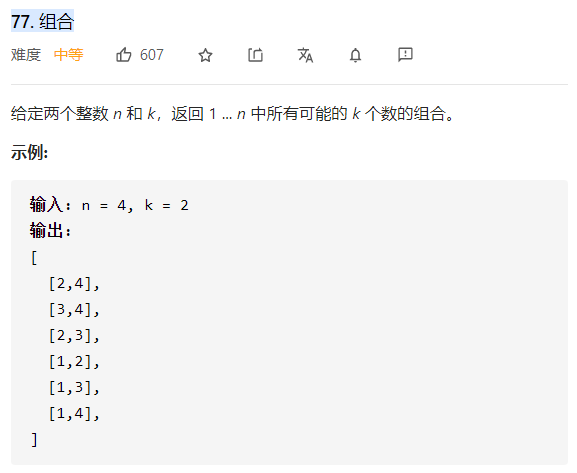 77. 组合
难度 中等 607
给定两个整数 n 和 k，返回 1 ... n 中所有可能的 k 个数的组合。
示例:
输入: n = 4, k = 2
输出:
[
  [2,4],
  [3,4],
  [2,3],
  [1,2],
  [1,3],
  [1,4],
]